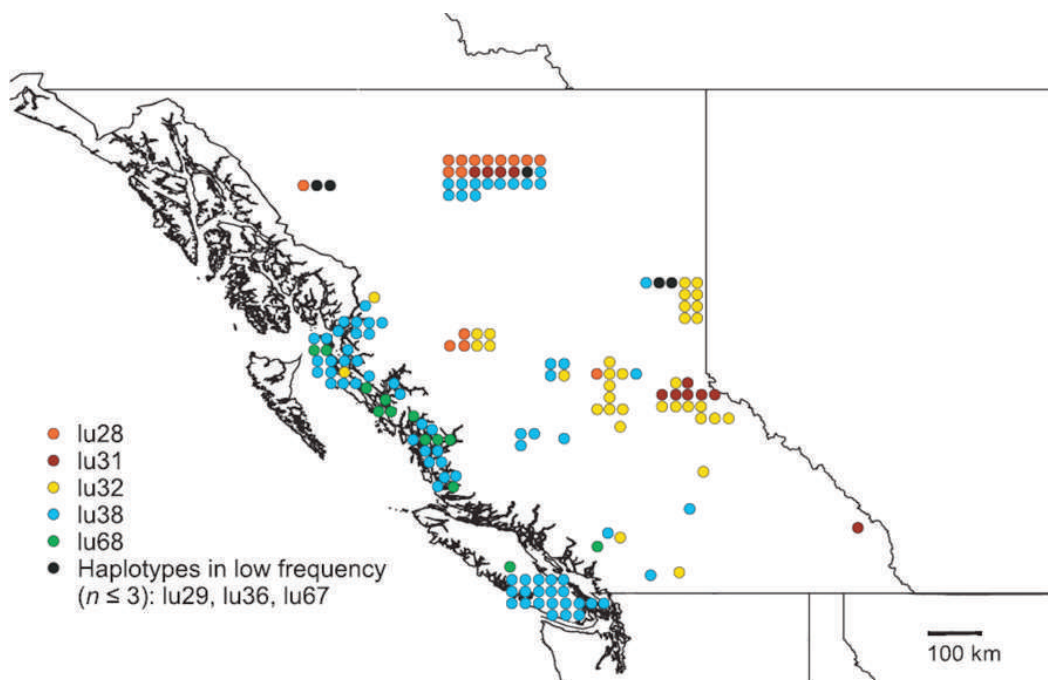 lu28
lu31
lu32
lu38
lu68
Haplotypes in low frequency
(n ≤ 3): lu29, lu36, lu67
100 km